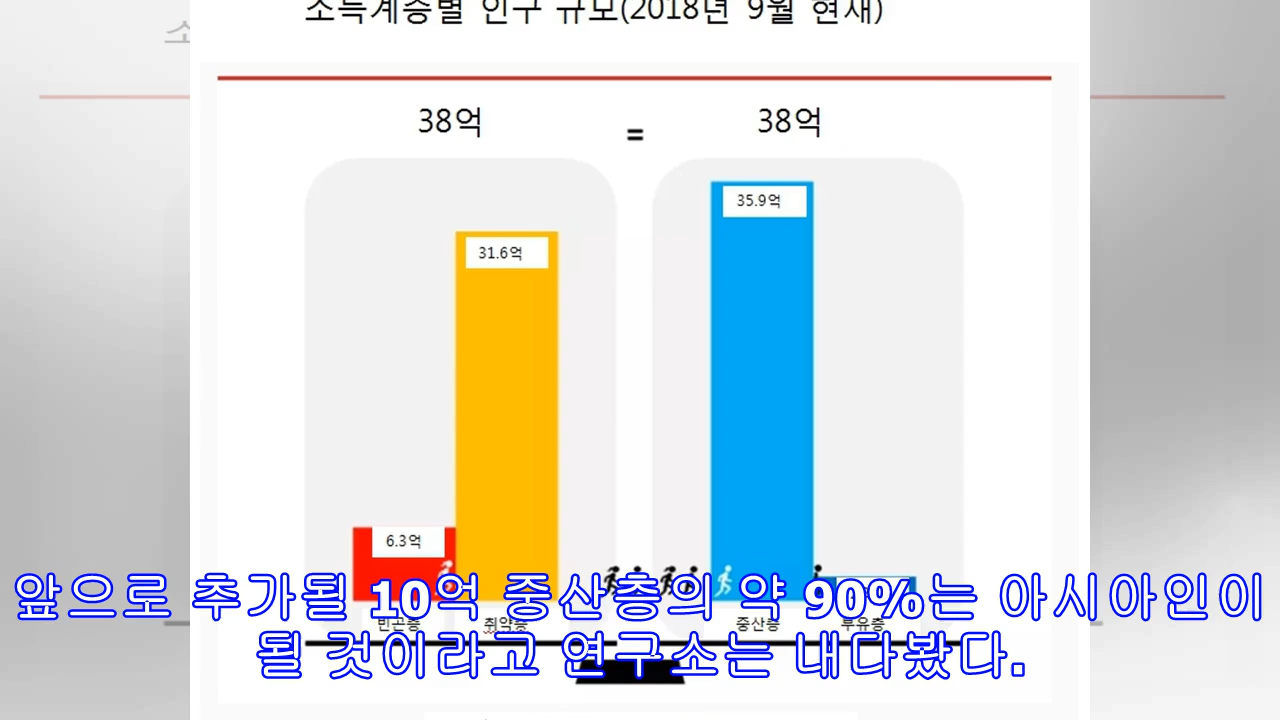 소득계층별 인구 규모(2018년 9월 현재)
38억 = 38억
35.9억
31.6억
6.3억
빈곤층 취약층 중산층 부유층
앞으로 추가될 10억 중산층의 약 90%는 아시아인이
될 것이라고 연구소는 내다봤다.